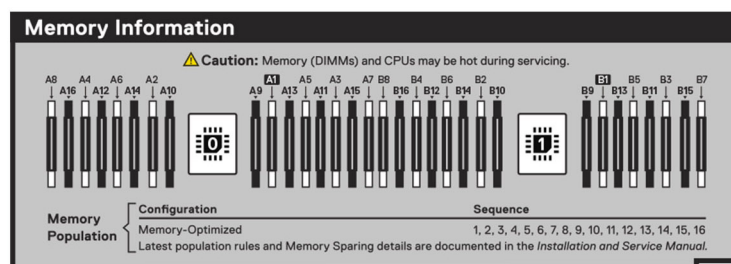 Memory Information
Caution: Memory (DIMMs) and CPUs may be hot during servicing.
A8 A4 A6 A2 A1 A5 A3 A7 B8 B4 B6 B2 B1 B5 B3 B7
A16 A12 A14 A10 A9 A13 A11 A15 B16 B12 B14 B10 B9 B13 B11 B15
0 1
Memory Population
Configuration Sequence
Memory-Optimized 1, 2, 3, 4, 5, 6, 7, 8, 9, 10, 11, 12, 13, 14, 15, 16
Latest population rules and Memory Sparing details are documented in the Installation and Service Manual.